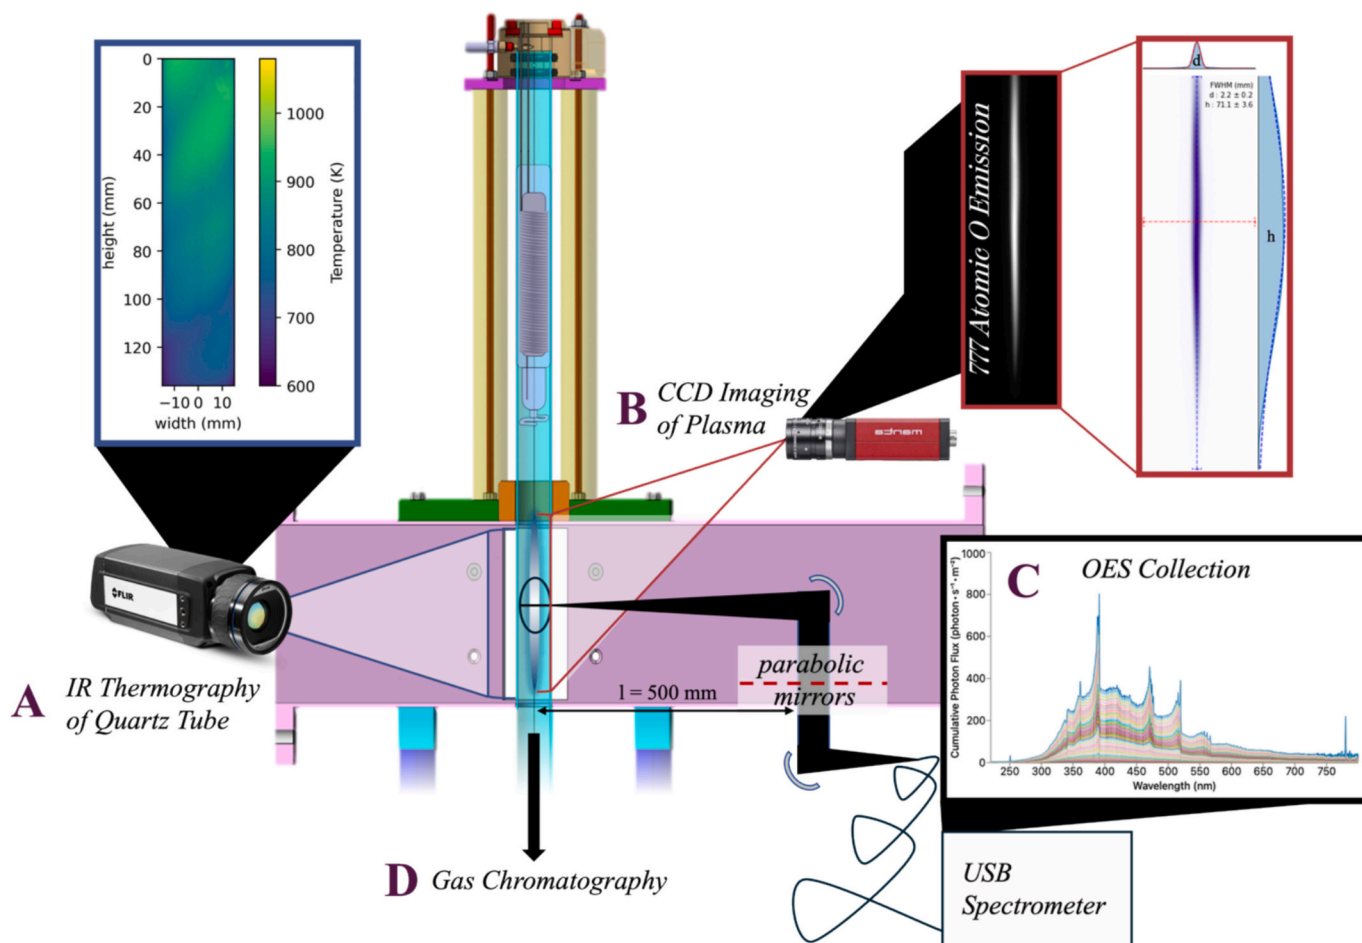 0
20
40
60
80
100
120
height (mm)
−10 0 10
width (mm)
1000
900
800
700
600
Temperature (K)
FLIR
A IR Thermography
of Quartz Tube
B CCD Imaging
of Plasma
777 Atomic O Emission
d
FWHM (mm)
d : 2.2 ± 0.2
h : 71.1 ± 3.6
h
l = 500 mm
parabolic
mirrors
C OES Collection
Cumulative Photon Flux (photon·s⁻¹·m⁻²)
1000
800
600
400
200
0
250 300 350 400 450 500 550 600 650 700 750
Wavelength (nm)
D Gas Chromatography
USB
Spectrometer